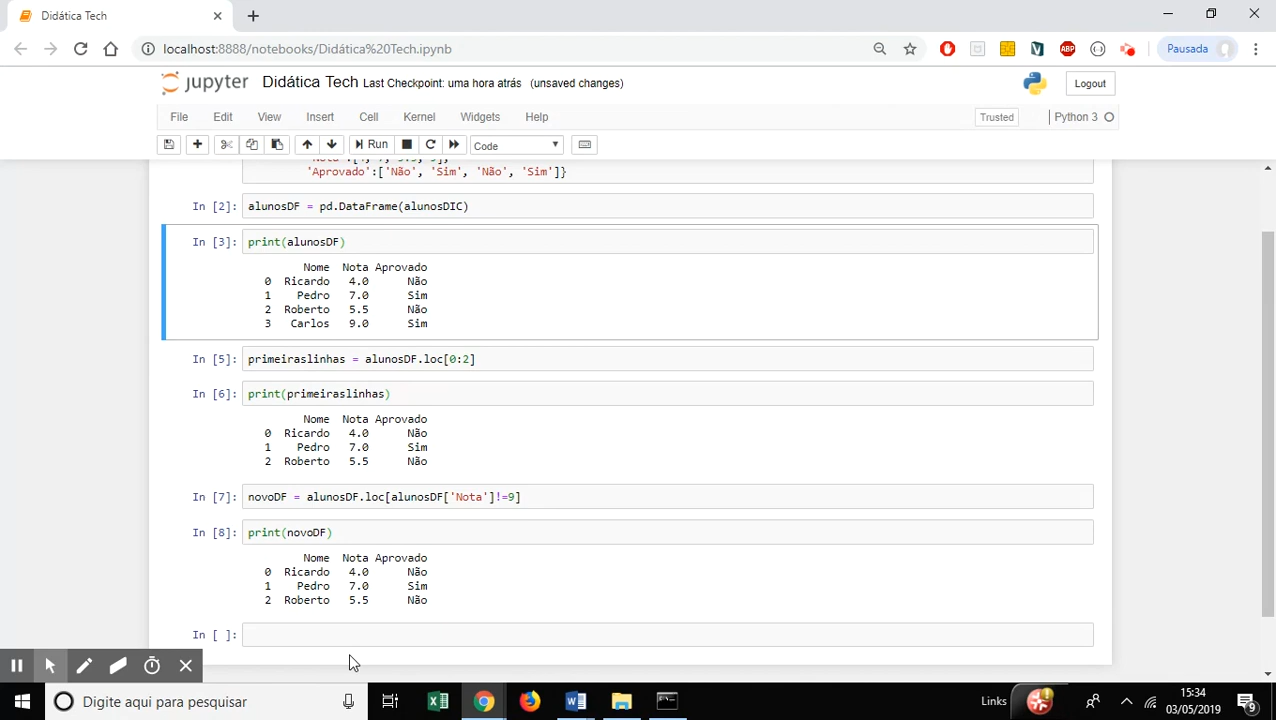 Didática Tech
localhost:8888/notebooks/Didática%20Tech.ipynb
ABP
Pausada
jupyter Didática Tech Last Checkpoint: uma hora atrás (unsaved changes)
Logout
File Edit View Insert Cell Kernel Widgets Help
Trusted Python 3
Run Code
'Aprovado':['Não', 'Sim', 'Não', 'Sim']}
In [2]: alunosDF = pd.DataFrame(alunosDIC)
In [3]: print(alunosDF)
Nome Nota Aprovado
0 Ricardo 4.0 Não
1 Pedro 7.0 Sim
2 Roberto 5.5 Não
3 Carlos 9.0 Sim
In [5]: primeiraslinhas = alunosDF.loc[0:2]
In [6]: print(primeiraslinhas)
Nome Nota Aprovado
0 Ricardo 4.0 Não
1 Pedro 7.0 Sim
2 Roberto 5.5 Não
In [7]: novoDF = alunosDF.loc[alunosDF['Nota']!=9]
In [8]: print(novoDF)
Nome Nota Aprovado
0 Ricardo 4.0 Não
1 Pedro 7.0 Sim
2 Roberto 5.5 Não
In [ ]:
Digite aqui para pesquisar
Links
15:34
03/05/2019
9